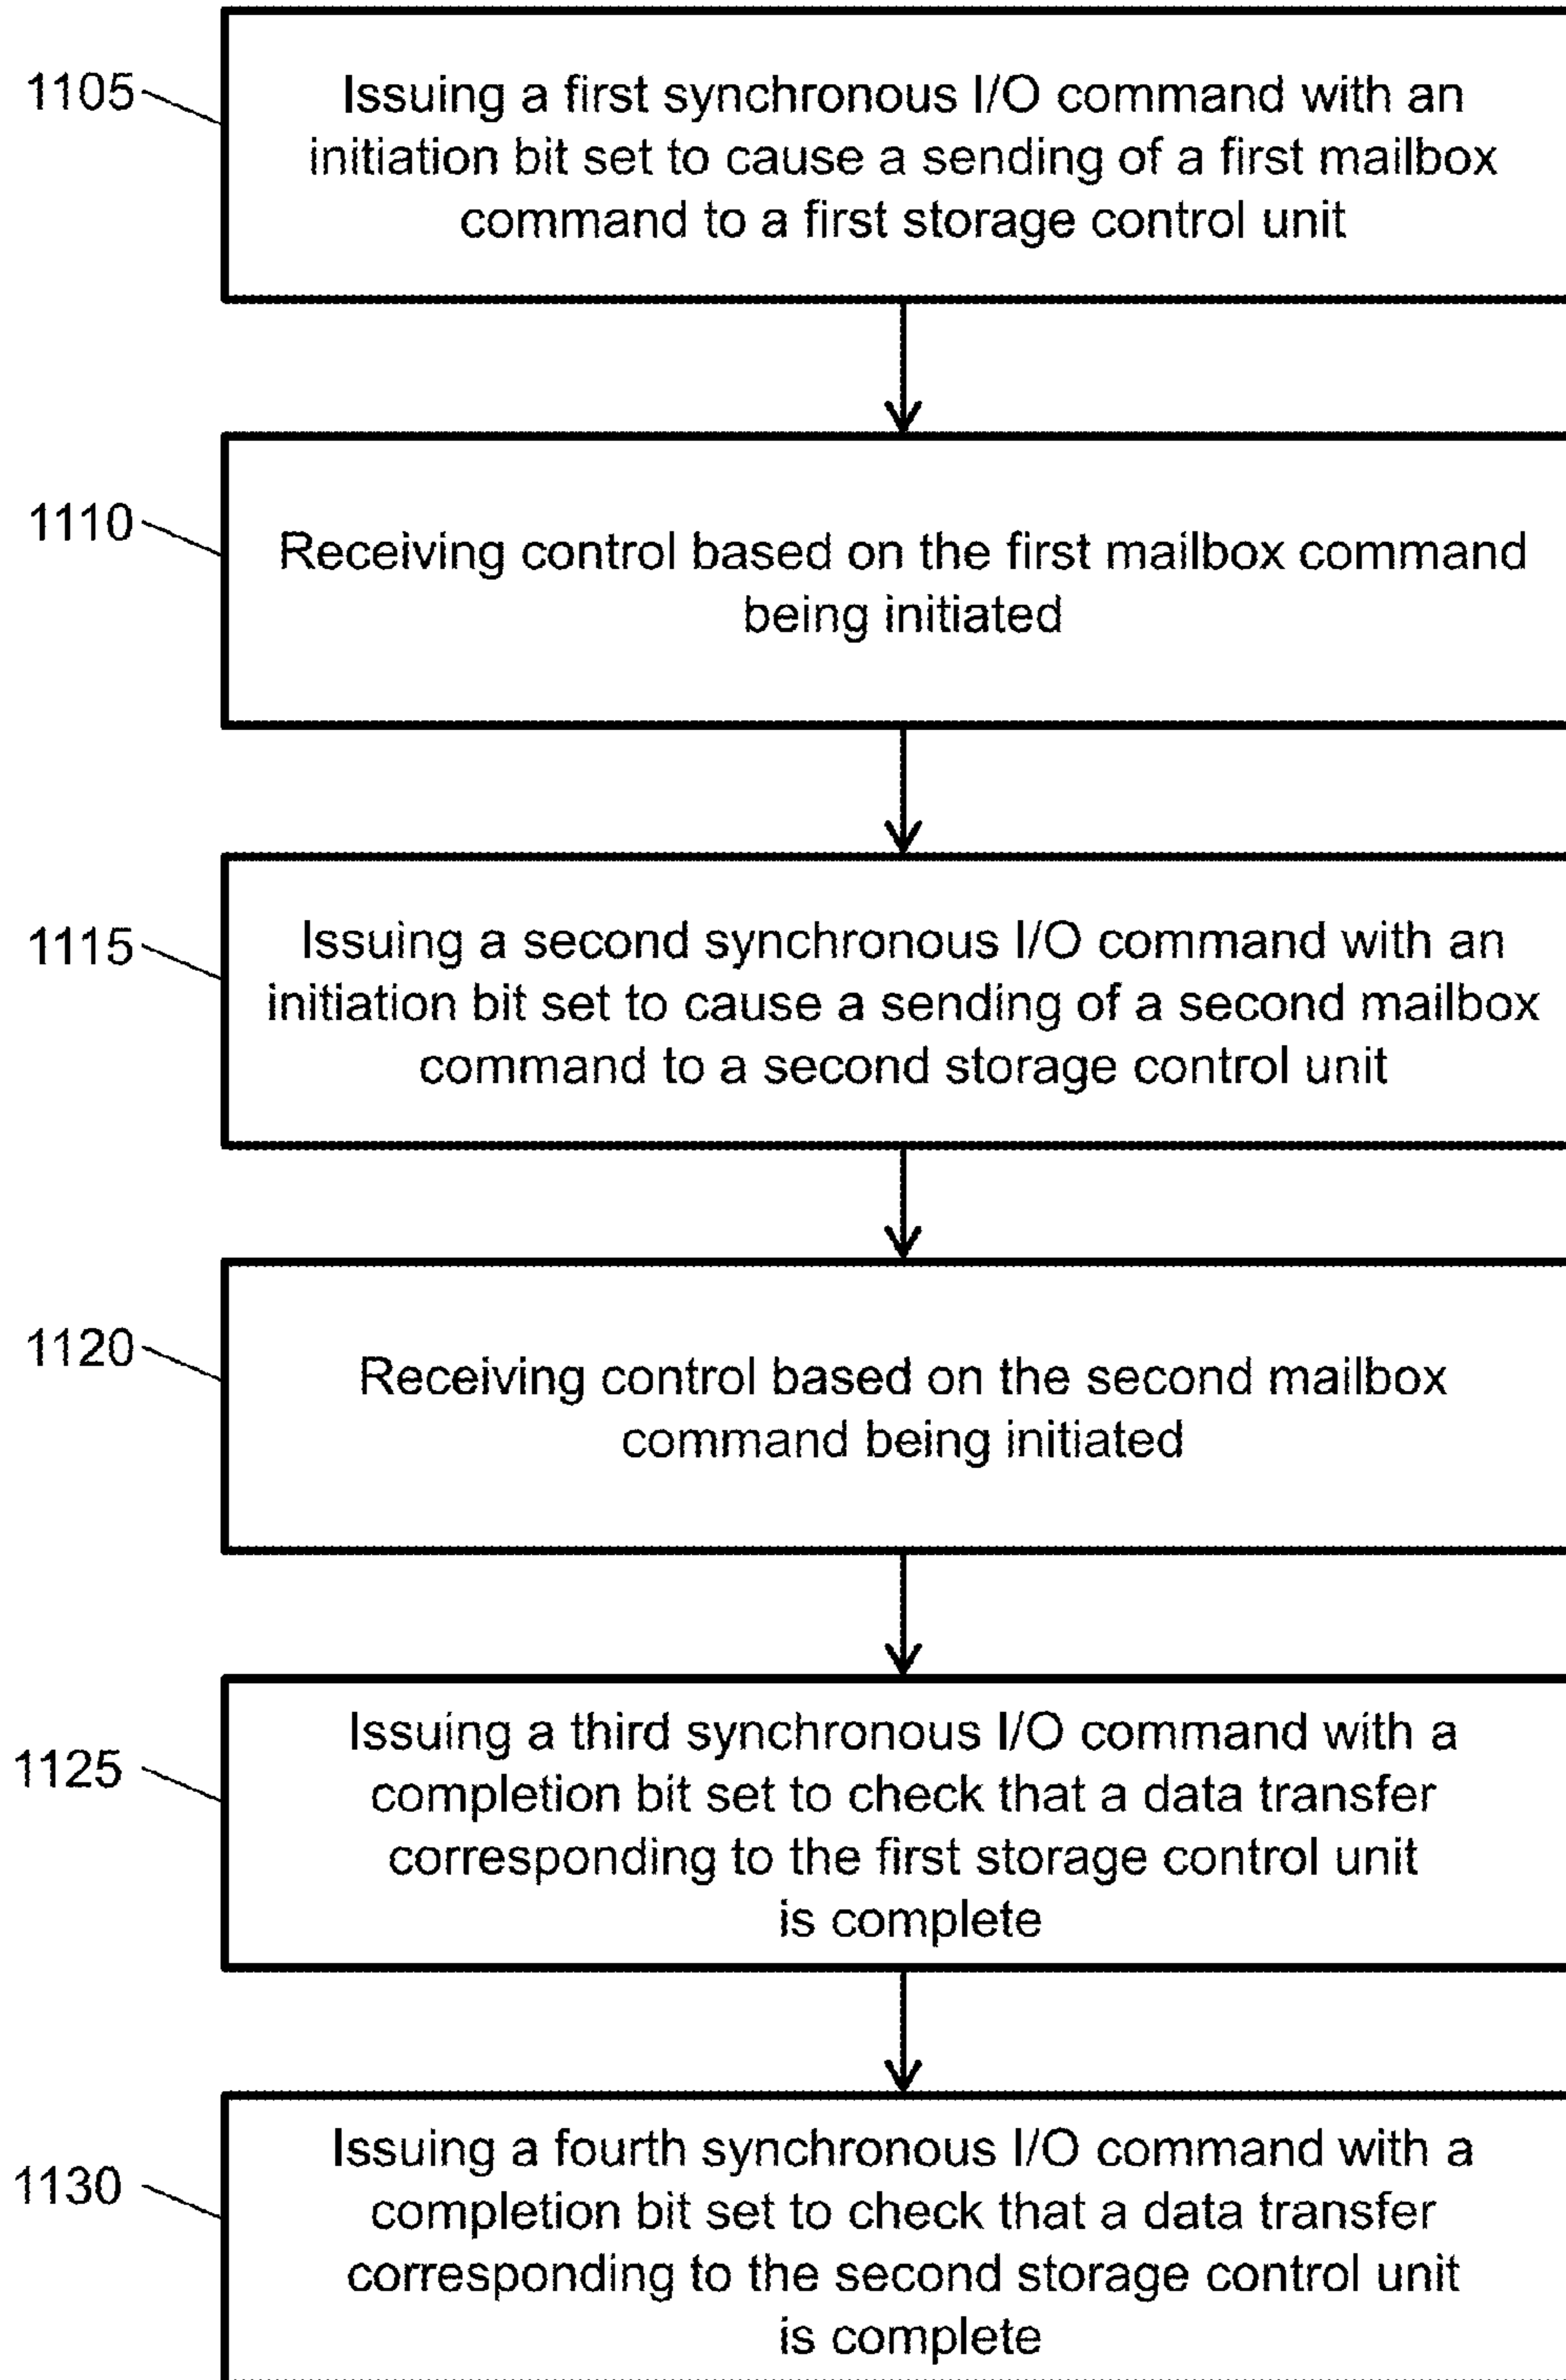 1105
Issuing a first synchronous I/O command with an
initiation bit set to cause a sending of a first mailbox
command to a first storage control unit
1110
Receiving control based on the first mailbox command
being initiated
1115
Issuing a second synchronous I/O command with an
initiation bit set to cause a sending of a second mailbox
command to a second storage control unit
1120
Receiving control based on the second mailbox
command being initiated
1125
Issuing a third synchronous I/O command with a
completion bit set to check that a data transfer
corresponding to the first storage control unit
is complete
1130
Issuing a fourth synchronous I/O command with a
completion bit set to check that a data transfer
corresponding to the second storage control unit
is complete